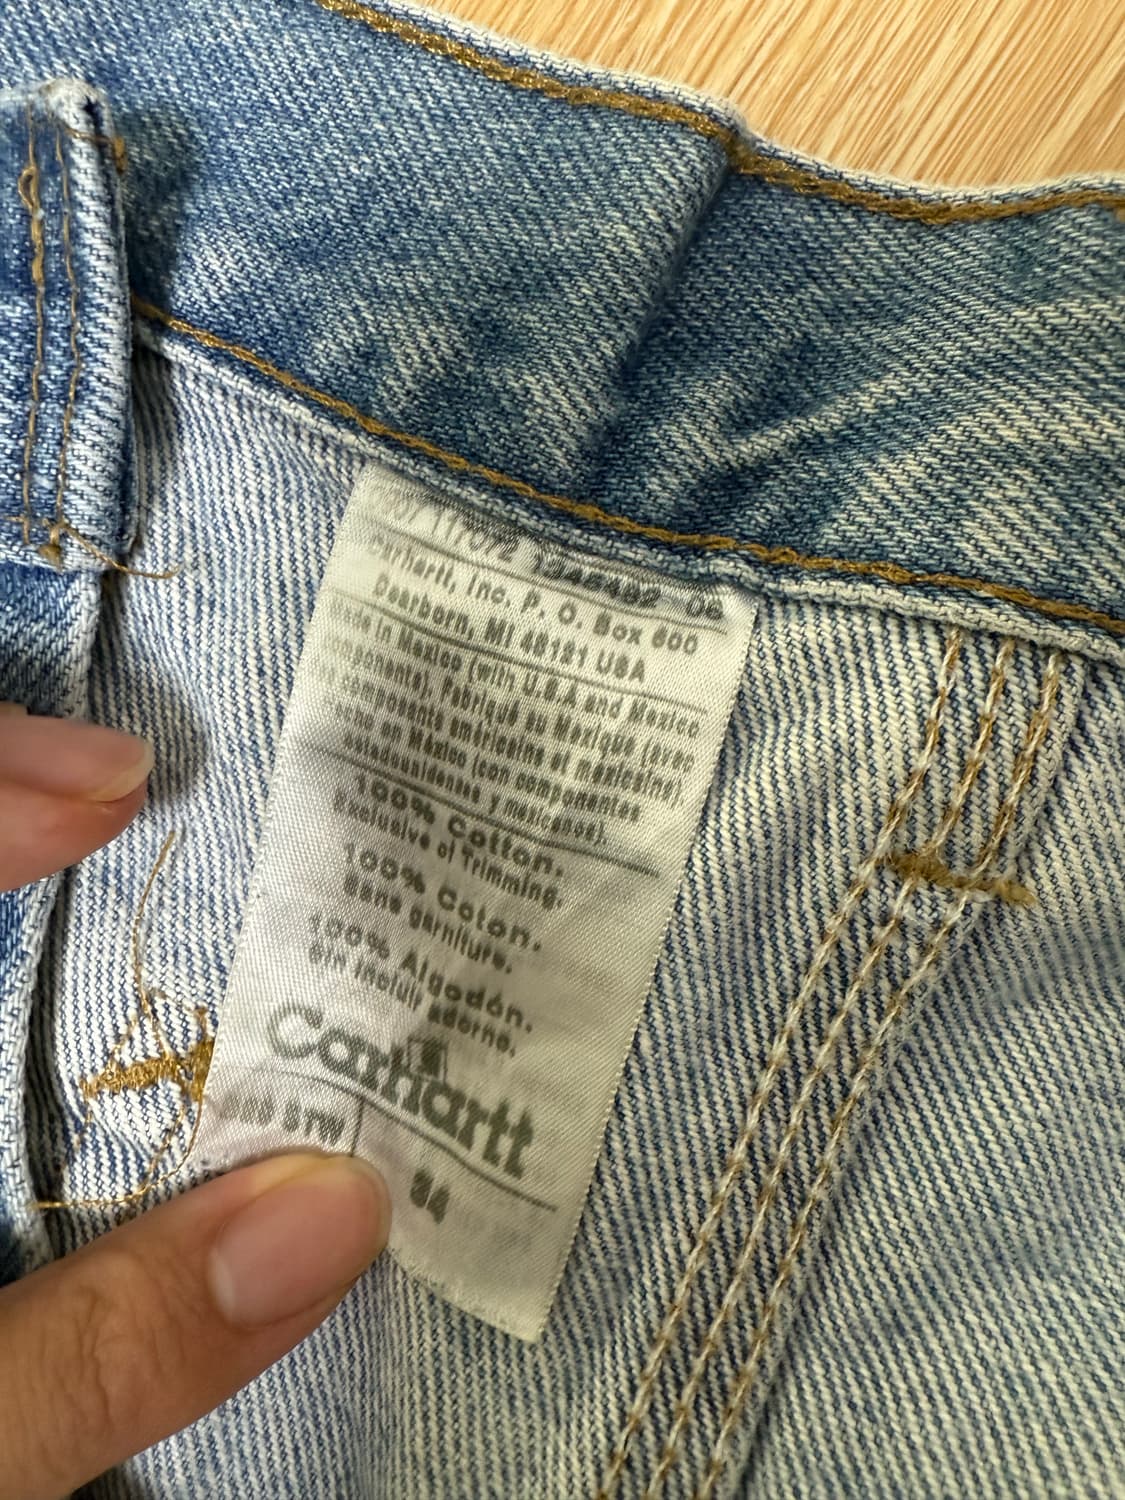 Carhartt, Inc. P. O. Box 600
Dearborn, MI 48121 USA
Made in Mexico (with U.S.A and Mexico
components). Fabriqué au Mexique (avec
composants américains et mexicains).
en México (con componentes
estadounidenses y mexicanos).
100% Cotton.
Exclusive of Trimming.
100% Coton.
Sans garniture.
100% Algodón.
Sin incluir adorno.
Carhartt
STW
34